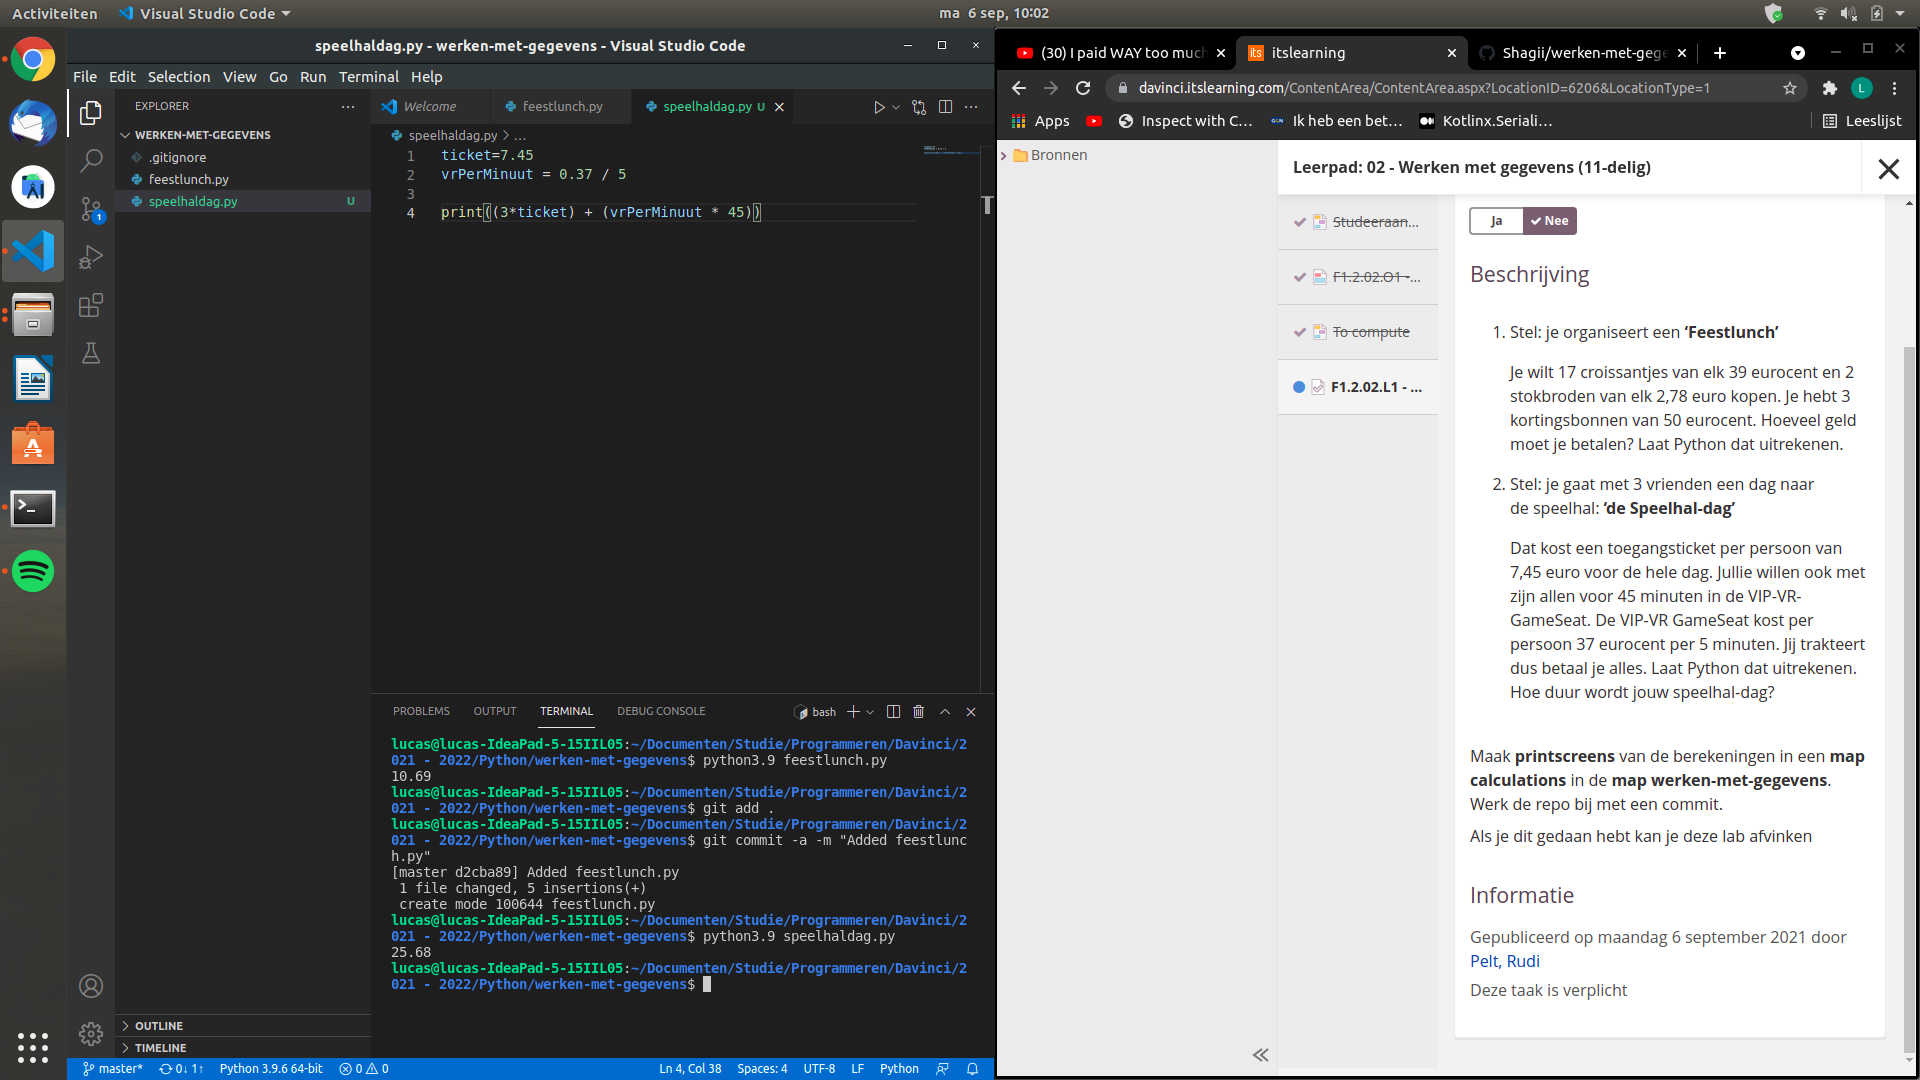 Activiteiten
Visual Studio Code
ma 6 sep, 10:02
speelhaldag.py - werken-met-gegevens - Visual Studio Code
File Edit Selection View Go Run Terminal Help
EXPLORER
WERKEN-MET-GEGEVENS
.gitignore
feestlunch.py
speelhaldag.py U
OUTLINE
TIMELINE
Welcome
feestlunch.py
speelhaldag.py U
speelhaldag.py > ...
1 ticket=7.45
2 vrPerMinuut = 0.37 / 5
3
4 print((3*ticket) + (vrPerMinuut * 45))
PROBLEMS OUTPUT TERMINAL DEBUG CONSOLE
bash
lucas@lucas-IdeaPad-5-15IIL05:~/Documenten/Studie/Programmeren/Davinci/2
021 - 2022/Python/werken-met-gegevens$ python3.9 feestlunch.py
10.69
lucas@lucas-IdeaPad-5-15IIL05:~/Documenten/Studie/Programmeren/Davinci/2
021 - 2022/Python/werken-met-gegevens$ git add .
lucas@lucas-IdeaPad-5-15IIL05:~/Documenten/Studie/Programmeren/Davinci/2
021 - 2022/Python/werken-met-gegevens$ git commit -a -m "Added feestlunc
h.py"
[master d2cba89] Added feestlunch.py
1 file changed, 5 insertions(+)
create mode 100644 feestlunch.py
lucas@lucas-IdeaPad-5-15IIL05:~/Documenten/Studie/Programmeren/Davinci/2
021 - 2022/Python/werken-met-gegevens$ python3.9 speelhaldag.py
25.68
lucas@lucas-IdeaPad-5-15IIL05:~/Documenten/Studie/Programmeren/Davinci/2
021 - 2022/Python/werken-met-gegevens$
1
master* 0↓ 1↑ Python 3.9.6 64-bit 0 0
Ln 4, Col 38 Spaces: 4 UTF-8 LF Python
(30) I paid WAY too much
its itslearning
Shagii/werken-met-gege
davinci.itslearning.com/ContentArea/ContentArea.aspx?LocationID=6206&LocationType=1
L
Apps
Inspect with C…
Ik heb een bet…
Kotlinx.Seriali…
Leeslijst
Bronnen
Leerpad: 02 - Werken met gegevens (11-delig)
Studeeraan...
F1.2.02.O1 -...
To compute
F1.2.02.L1 - ...
Ja Nee
Beschrijving
1. Stel: je organiseert een ‘Feestlunch’
Je wilt 17 croissantjes van elk 39 eurocent en 2
stokbroden van elk 2,78 euro kopen. Je hebt 3
kortingsbonnen van 50 eurocent. Hoeveel geld
moet je betalen? Laat Python dat uitrekenen.
2. Stel: je gaat met 3 vrienden een dag naar
de speelhal: ‘de Speelhal-dag’
Dat kost een toegangsticket per persoon van
7,45 euro voor de hele dag. Jullie willen ook met
zijn allen voor 45 minuten in de VIP-VR-
GameSeat. De VIP-VR GameSeat kost per
persoon 37 eurocent per 5 minuten. Jij trakteert
dus betaal je alles. Laat Python dat uitrekenen.
Hoe duur wordt jouw speelhal-dag?
Maak printscreens van de berekeningen in een map
calculations in de map werken-met-gegevens.
Werk de repo bij met een commit.
Als je dit gedaan hebt kan je deze lab afvinken
Informatie
Gepubliceerd op maandag 6 september 2021 door
Pelt, Rudi
Deze taak is verplicht